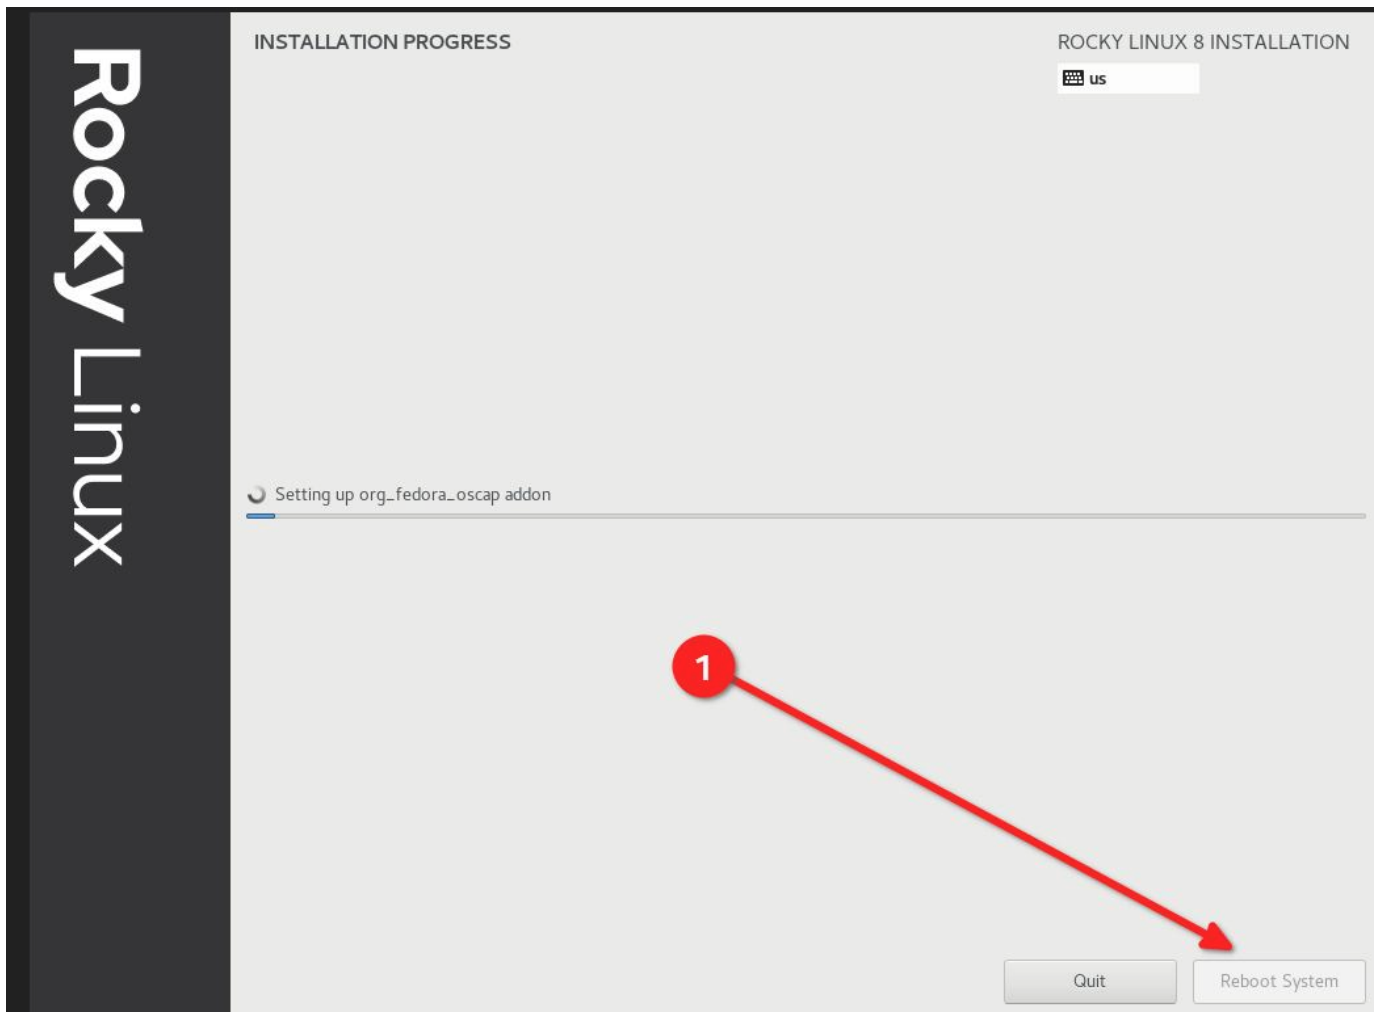 Rocky Linux
INSTALLATION PROGRESS
ROCKY LINUX 8 INSTALLATION
us
Setting up org_fedora_oscap addon
1
Quit
Reboot System